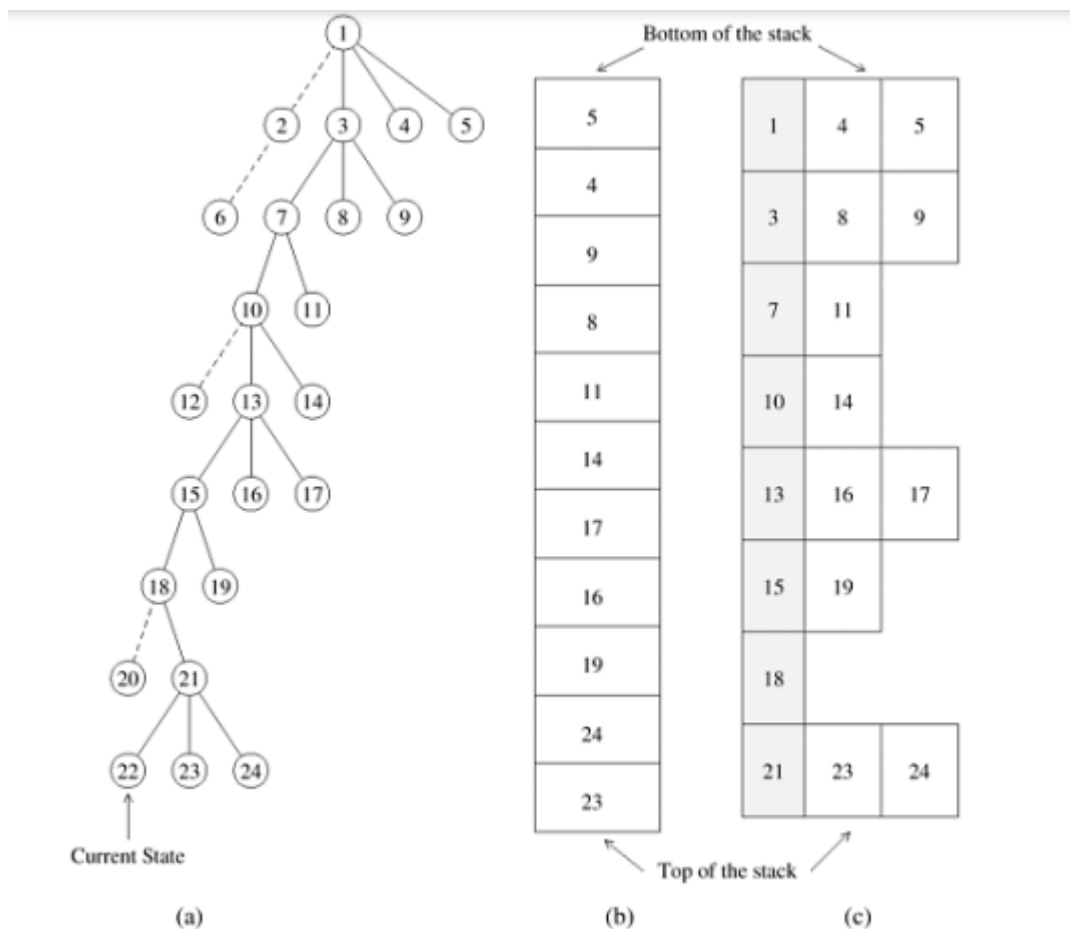 1
2 3 4 5
6 7 8 9
10 11
12 13 14
15 16 17
18 19
20 21
22 23 24
Current State
(a)
Bottom of the stack
5
4
9
8
11
14
17
16
19
24
23
1 4 5
3 8 9
7 11
10 14
13 16 17
15 19
18
21 23 24
Top of the stack
(b)
(c)